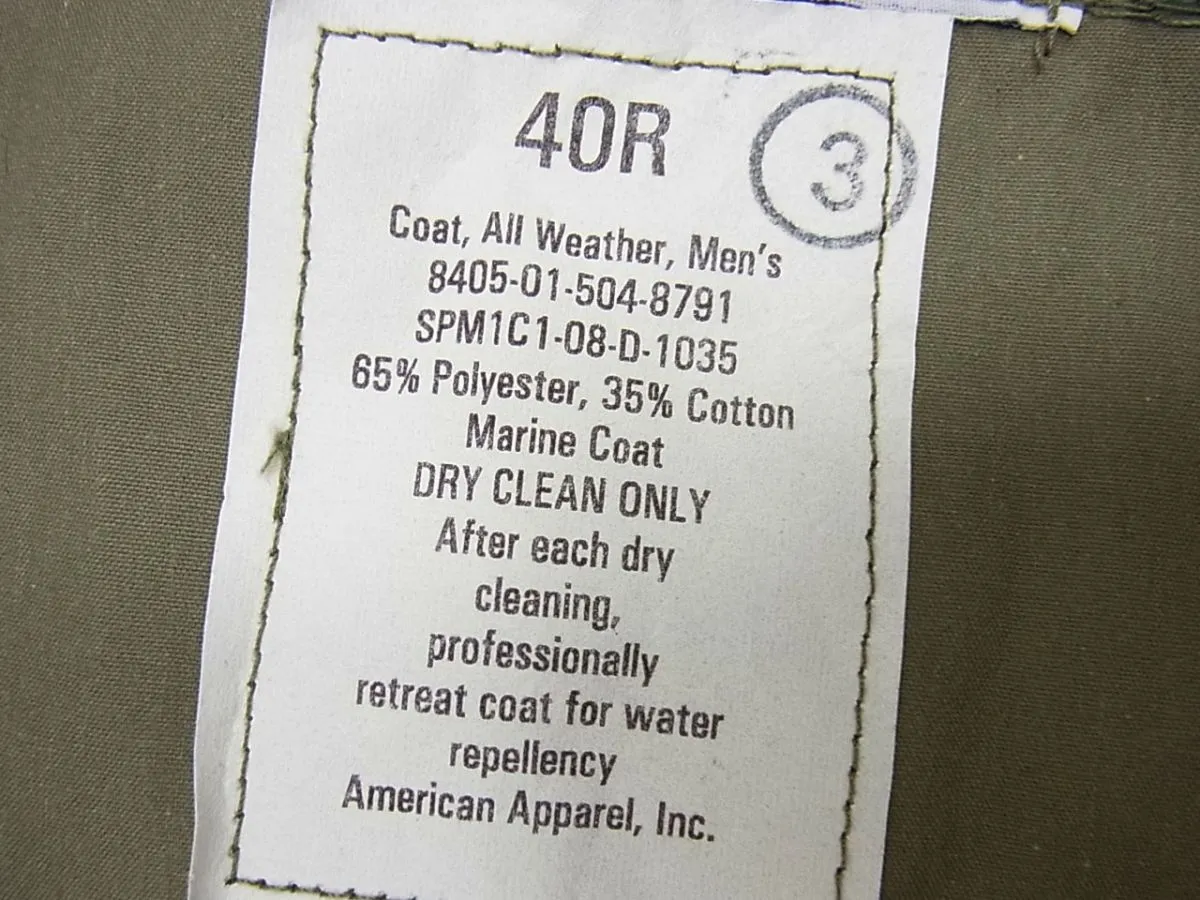 40R
3
Coat, All Weather, Men's
8405-01-504-8791
SPM1C1-08-D-1035
65% Polyester, 35% Cotton
Marine Coat
DRY CLEAN ONLY
After each dry
cleaning,
professionally
retreat coat for water
repellency
American Apparel, Inc.